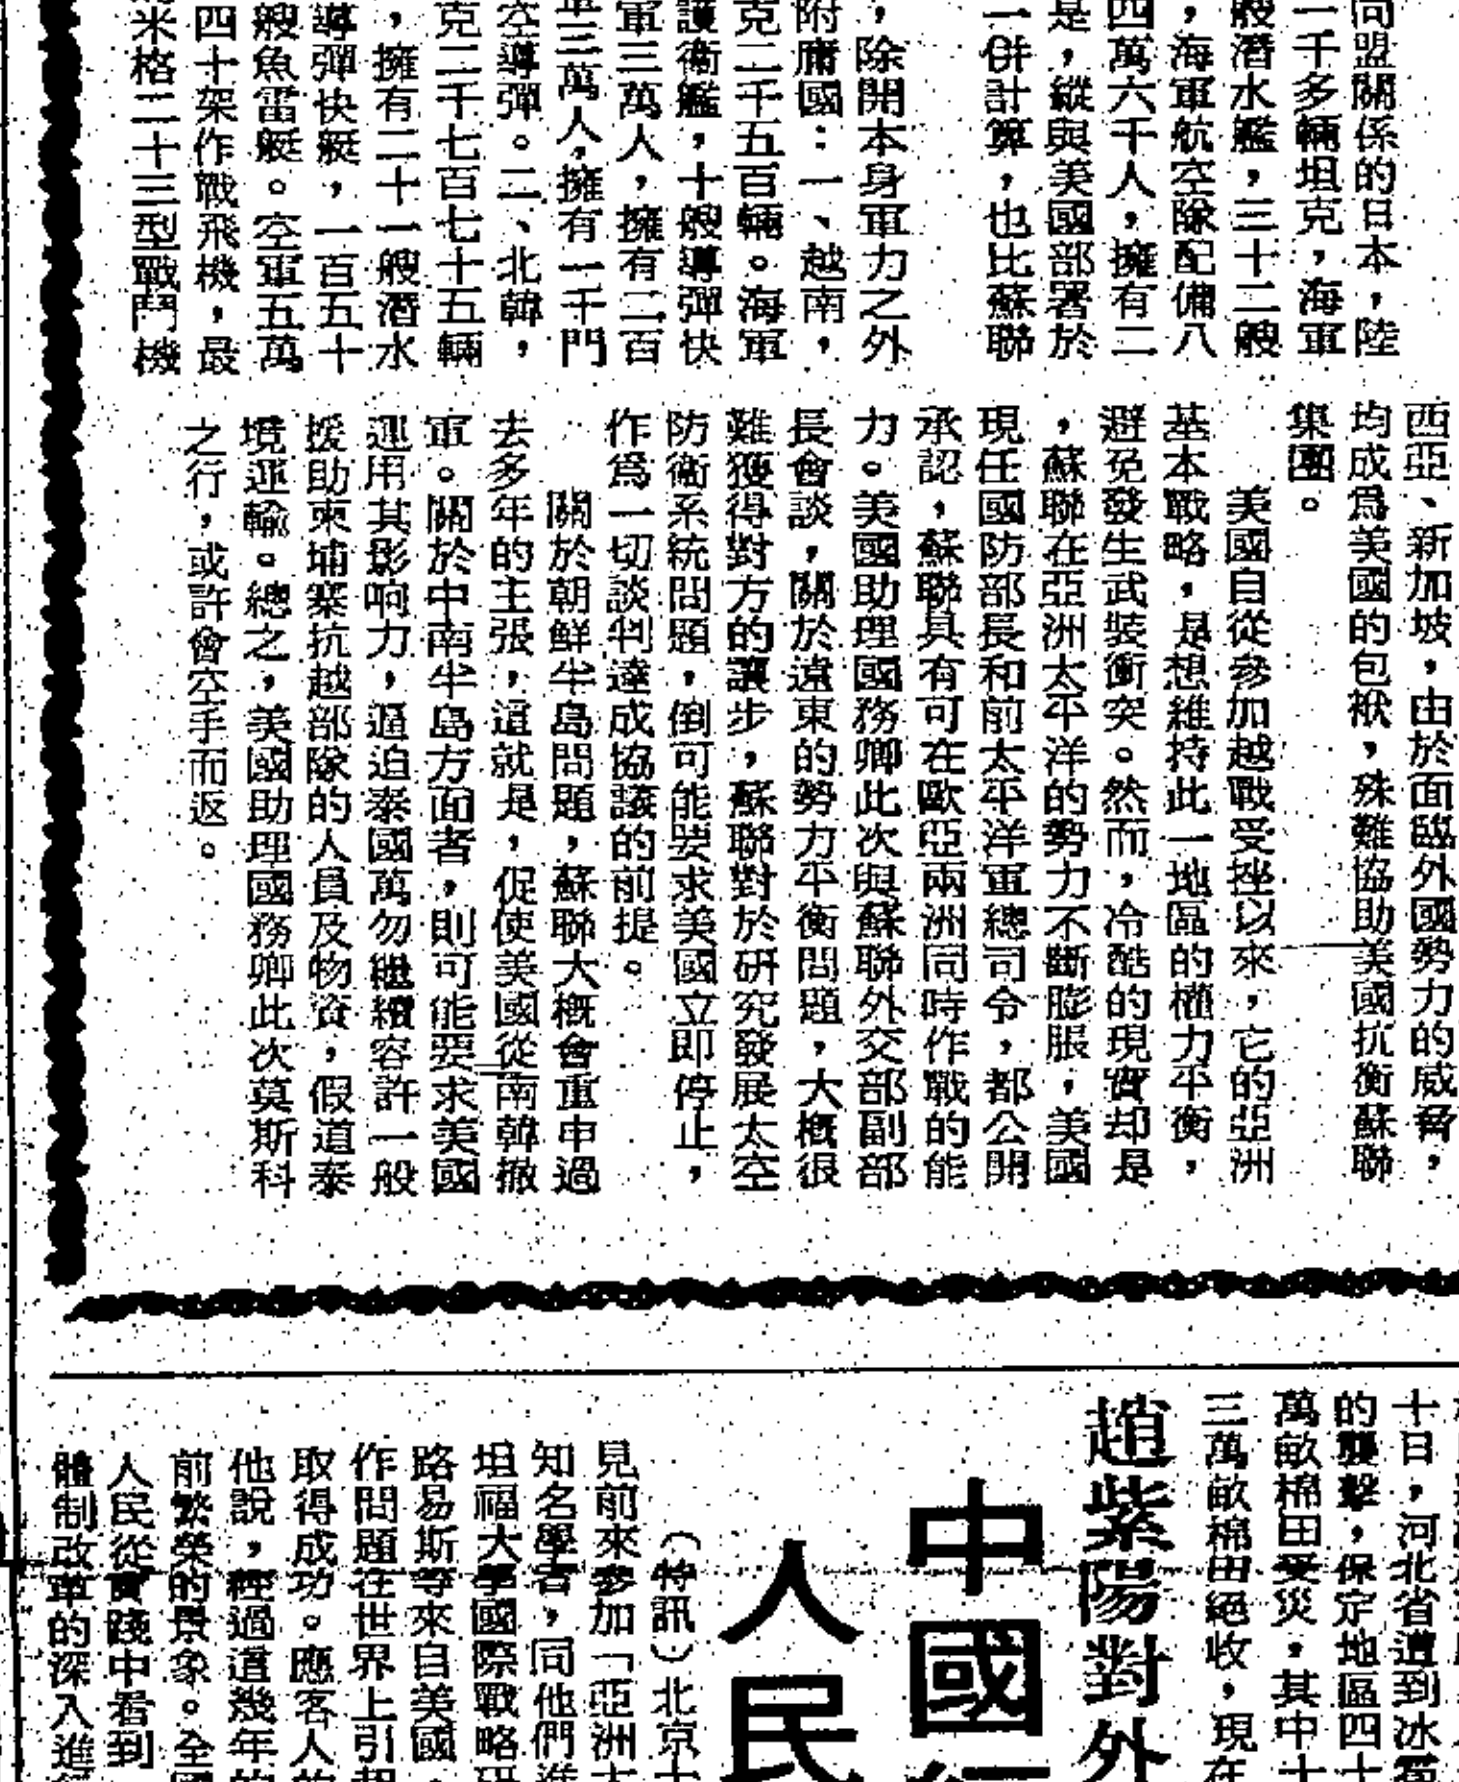 同盟關係的日本，陸
一千多輛坦克，海軍
艘潛水艦，三十二艘
，海軍航空隊配備八
四萬六千人，擁有二
是，縱與美國部署於
一併計算，也比蘇聯
，除開本身軍力之外
附庸國：一、越南，
克二千五百輛。海軍
護衞艦，十艘導彈快
軍三萬人，擁有二百
軍三萬人，擁有一千門
空導彈。二、北韓，
克二千七百七十五輛
，擁有二十一艘潛水
導彈快艇，一百五十
艘魚雷艇。空軍五萬
四十架作戰飛機，最
米格二十三型戰鬥機
西亞、新加坡，由於面臨外國勢力的威脅，
均成爲美國的包袱，殊難協助美國抗衡蘇聯
集團。
美國自從參加越戰受挫以來，它的亞洲
基本戰略，是想維持此一地區的權力平衡，
避免發生武裝衝突。然而，冷酷的現實却是
，蘇聯在亞洲太平洋的勢力不斷膨脹，美國
現任國防部長和前太平洋軍總司令，都公開
承認，蘇聯具有可在歐亞兩洲同時作戰的能
力。美國助理國務卿此次與蘇聯外交部副部
長會談，關於遠東的勢力平衡問題，大概很
難獲得對方的讓步，蘇聯對於研究發展太空
防衞系統問題，倒可能要求美國立即停止，
作爲一切談判達成協議的前提。
關於朝鮮半島問題，蘇聯大概會重申過
去多年的主張，這就是，促使美國從南韓撤
軍。關於中南半島方面者，則可能要求美國
運用其影响力，逼迫泰國萬勿繼續容許一般
援助柬埔寨抗越部隊的人員及物資，假道泰
境運輸。總之，美國助理國務卿此次莫斯科
之行，或許會空手而返。
十日，河北省遭到冰雹
的襲擊，保定地區四十
萬畝棉田受災，其中十
三萬畝棉田絕收，現在
趙紫陽對外
中國
人民
（特訊）北京十
見前來參加「亞洲太
知名學者，同他們進
坦福大學國際戰略研
路易斯等來自美國、
作問題在世界上引起
取得成功。應客人的
他說，經過這幾年的
前繁榮的景象。全國
人民從實踐中看到
體制改革的深入進行